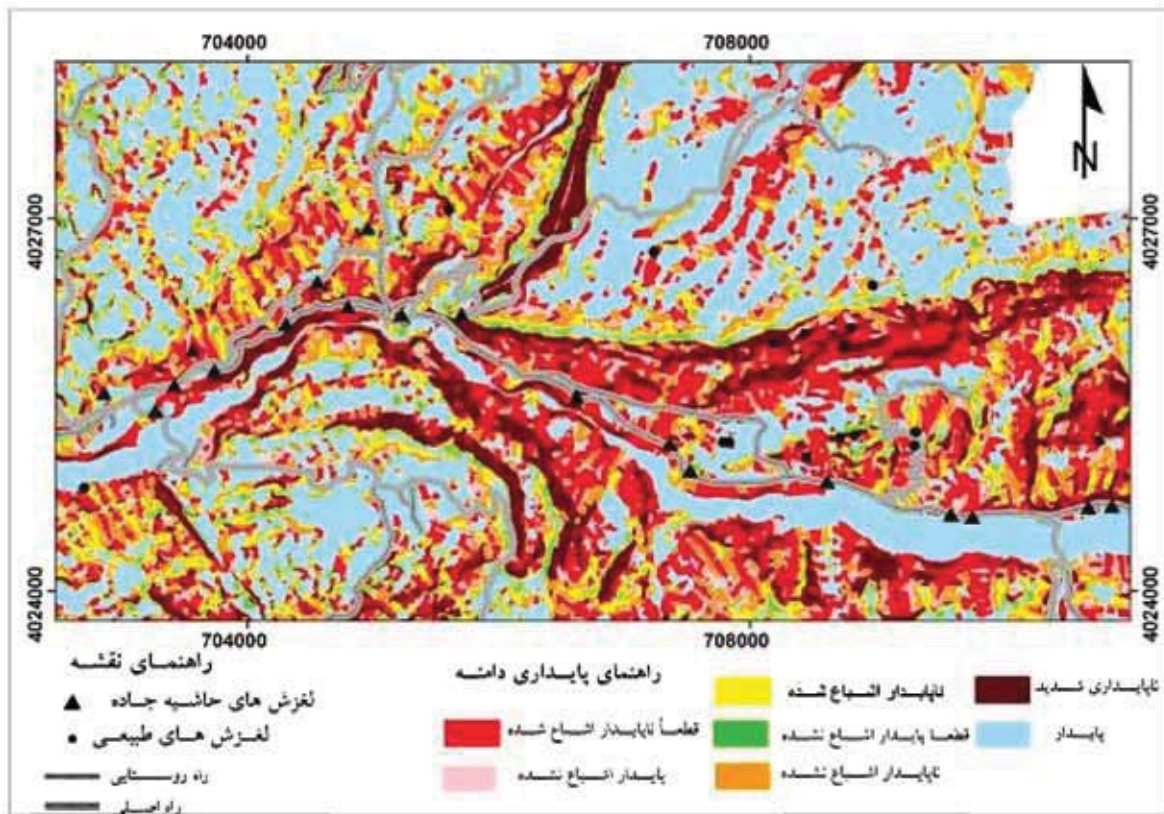 704000 708000
4027000 4027000
N
4024000 4024000
704000 708000
راهنمای نقشه
لغزش های حاشیه جاده
لغزش های طبیعی
راه روستایی
راه اصلی
راهنمای پایداری دامنه
قطعاً ناپایدار اشباع شده
پایدار اشباع نشده
ناپایدار اشباع شده
قطعا پایدار اشباع نشده
ناپایدار اشباع نشده
ناپایداری شدید
پایدار